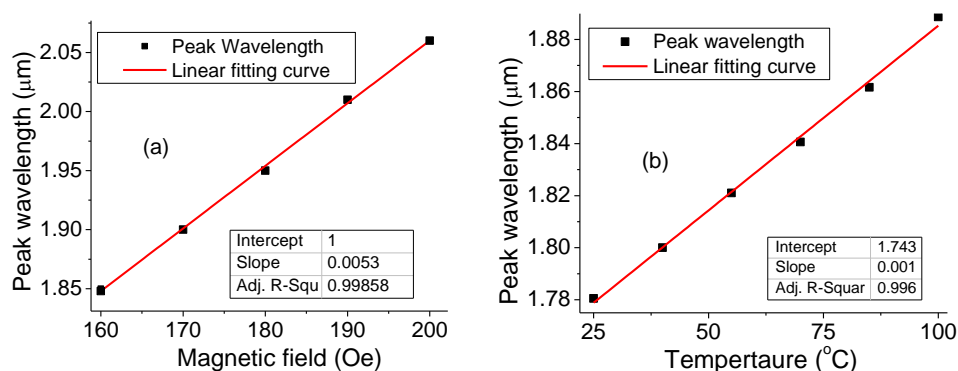 Peak Wavelength
Linear fitting curve
(a)
Peak wavelength (μm)
2.05
2.00
1.95
1.90
1.85
Intercept 1
Slope 0.0053
Adj. R-Squ 0.99858
160 170 180 190 200
Magnetic field (Oe)
Peak wavelength
Linear fitting curve
(b)
Peak wavelength (μm)
1.88
1.86
1.84
1.82
1.80
1.78
Intercept 1.743
Slope 0.001
Adj. R-Squar 0.996
25 50 75 100
Tempertaure (°C)